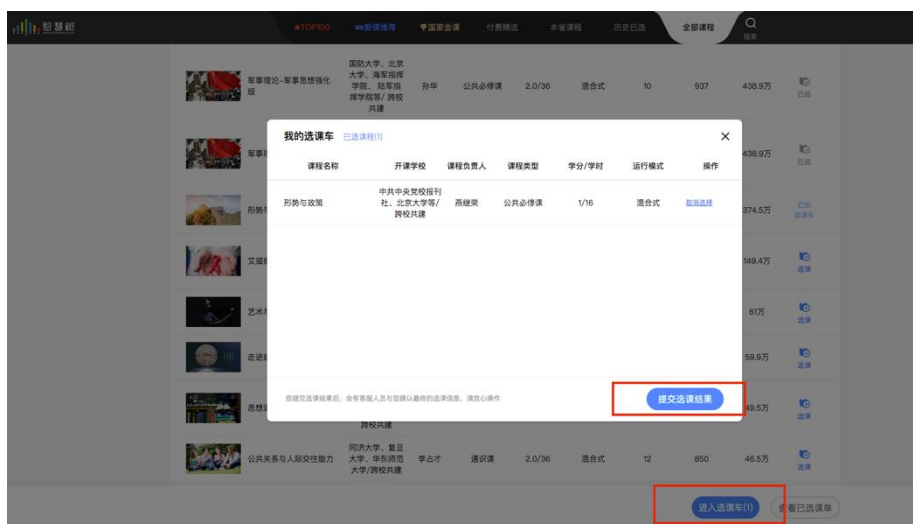 智慧树
TOP100 新课推荐 国家金课 付费精选 本省课程 历史已选 全部课程 搜索
国防大学、北京
大学、海军指挥
学院、陆军指
挥学院等/ 跨校
共建
军事理论-军事思想强化
版
孙华 公共必修课 2.0/36 混合式 10 937 438.9万 已选
我的选课车 已选课程(1) ×
课程名称 开课学校 课程负责人 课程类型 学分/学时 运行模式 操作
中共中央党校报刊
社、北京大学等/
跨校共建
形势与政策 燕继荣 公共必修课 1/16 混合式 取消选择
军事 438.9万 已选
形势 374.5万 已加
选课车
艾滋 149.4万 选课
艺术 61万 选课
走进 59.9万 选课
思想 49.5万 选课
您提交选课结果后，会有客服人员与您确认最终的选课信息，请放心操作 提交选课结果
跨校共建
同济大学、复旦
大学、华东师范
大学/跨校共建
公共关系与人际交往能力 李占才 通识课 2.0/36 混合式 12 850 46.5万 选课
进入选课车(1) 查看已选课单